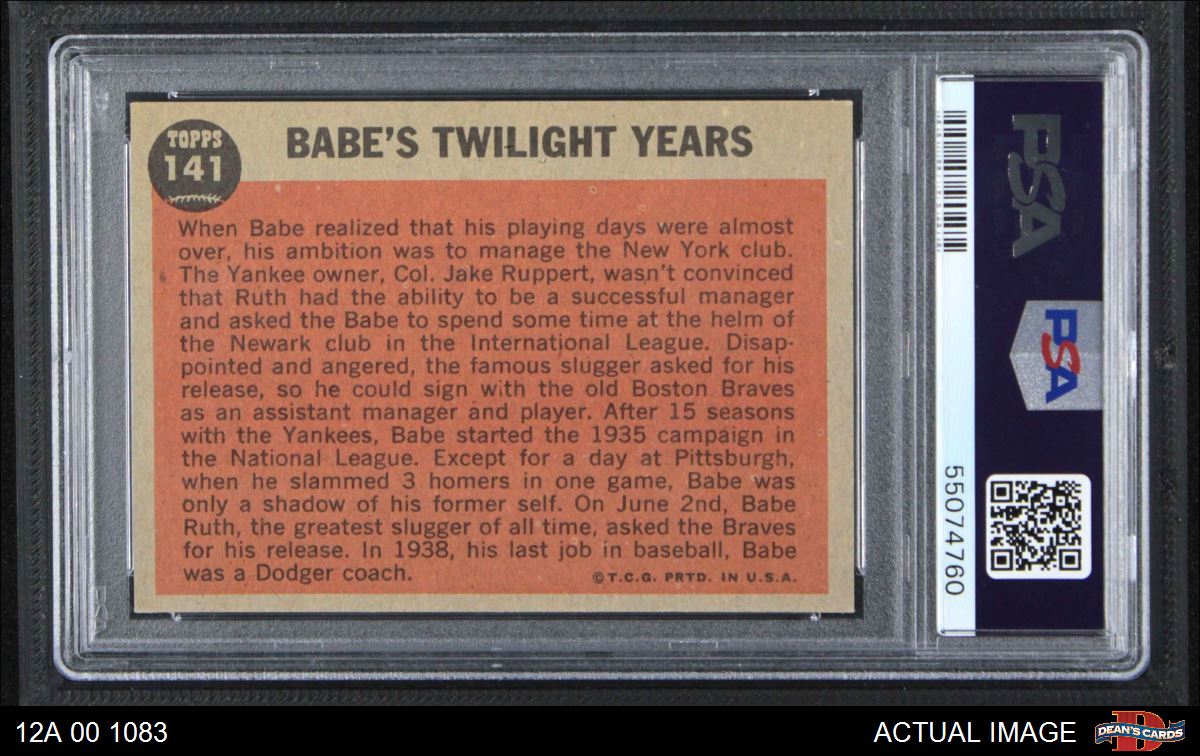 TOPPS
141
BABE'S TWILIGHT YEARS
When Babe realized that his playing days were almost
over, his ambition was to manage the New York club.
The Yankee owner, Col. Jake Ruppert, wasn't convinced
that Ruth had the ability to be a successful manager
and asked the Babe to spend some time at the helm of
the Newark club in the International League. Disap-
pointed and angered, the famous slugger asked for his
release, so he could sign with the old Boston Braves
as an assistant manager and player. After 15 seasons
with the Yankees, Babe started the 1935 campaign in
the National League. Except for a day at Pittsburgh,
when he slammed 3 homers in one game, Babe was
only a shadow of his former self. On June 2nd, Babe
Ruth, the greatest slugger of all time, asked the Braves
for his release. In 1938, his last job in baseball, Babe
was a Dodger coach.
©T.C.G. PRTD. IN U.S.A.
PSA
PSA
55074760
12A 00 1083
ACTUAL IMAGE
DEAN'S CARDS